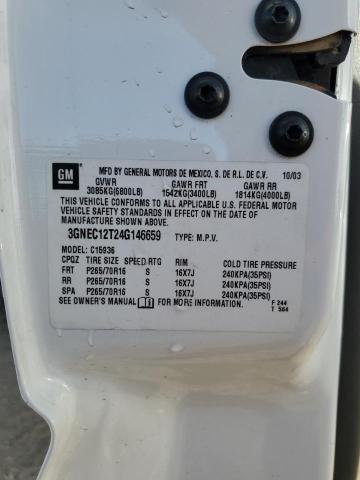 GM
MFD BY GENERAL MOTORS DE MEXICO, S. DE R.L. DE C.V. 10/03
GVWR GAWR FRT GAWR RR
3085KG(6800LB) 1542KG(3400LB) 1814KG(4000LB)
THIS VEHICLE CONFORMS TO ALL APPLICABLE U.S. FEDERAL MOTOR
VEHICLE SAFETY STANDARDS IN EFFECT ON THE DATE OF
MANUFACTURE SHOWN ABOVE.
3GNEC12T24G146659 TYPE: M.P.V.
MODEL: C15936
CPQZ TIRE SIZE SPEED RTG RIM COLD TIRE PRESSURE
FRT P265/70R16 S 16X7J 240KPA(35PSI)
RR P265/70R16 S 16X7J 240KPA(35PSI)
SPA P265/70R16 S 16X7J 240KPA(35PSI)
SEE OWNER'S MANUAL FOR MORE INFORMATION. F 244
T 564